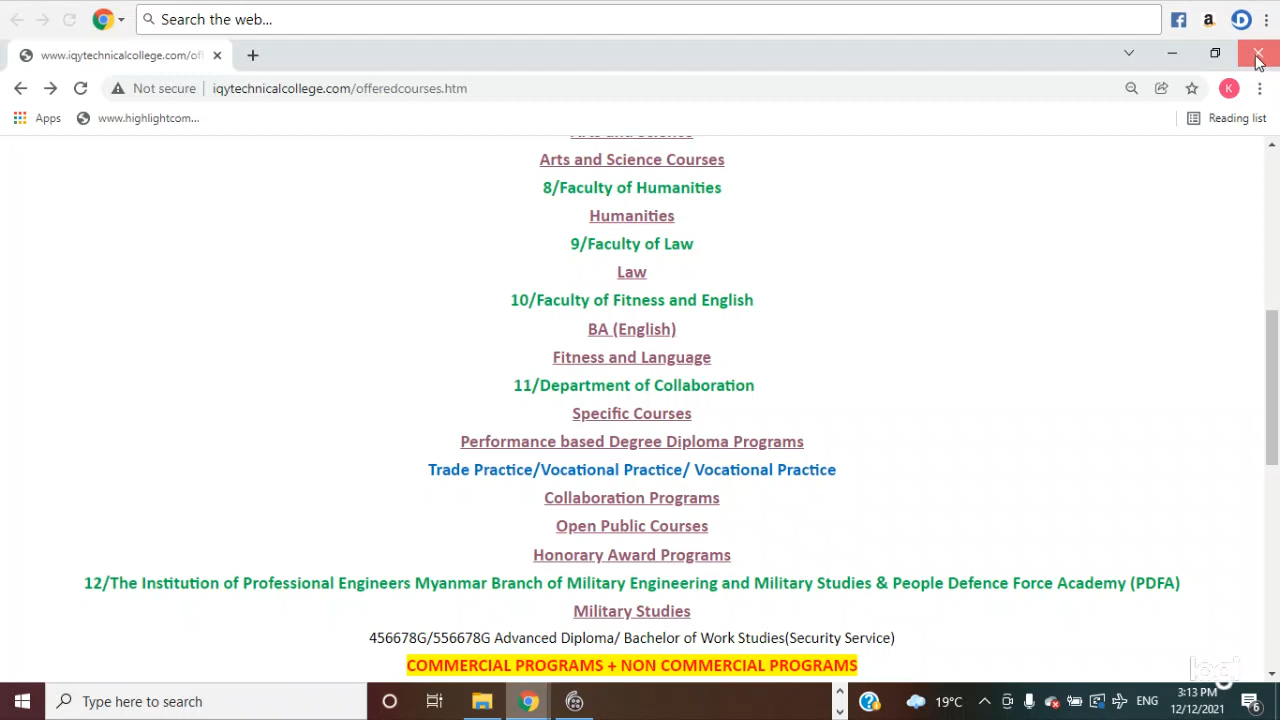 Search the web...
www.iqytechnicalcollege.com/off
Not secure
iqytechnicalcollege.com/offeredcourses.htm
K
Apps
www.highlightcom...
Reading list
Arts and Science
Arts and Science Courses
8/Faculty of Humanities
Humanities
9/Faculty of Law
Law
10/Faculty of Fitness and English
BA (English)
Fitness and Language
11/Department of Collaboration
Specific Courses
Performance based Degree Diploma Programs
Trade Practice/Vocational Practice/ Vocational Practice
Collaboration Programs
Open Public Courses
Honorary Award Programs
12/The Institution of Professional Engineers Myanmar Branch of Military Engineering and Military Studies & People Defence Force Academy (PDFA)
Military Studies
456678G/556678G Advanced Diploma/ Bachelor of Work Studies(Security Service)
COMMERCIAL PROGRAMS + NON COMMERCIAL PROGRAMS
Type here to search
19°C
ENG
3:13 PM
12/12/2021
6